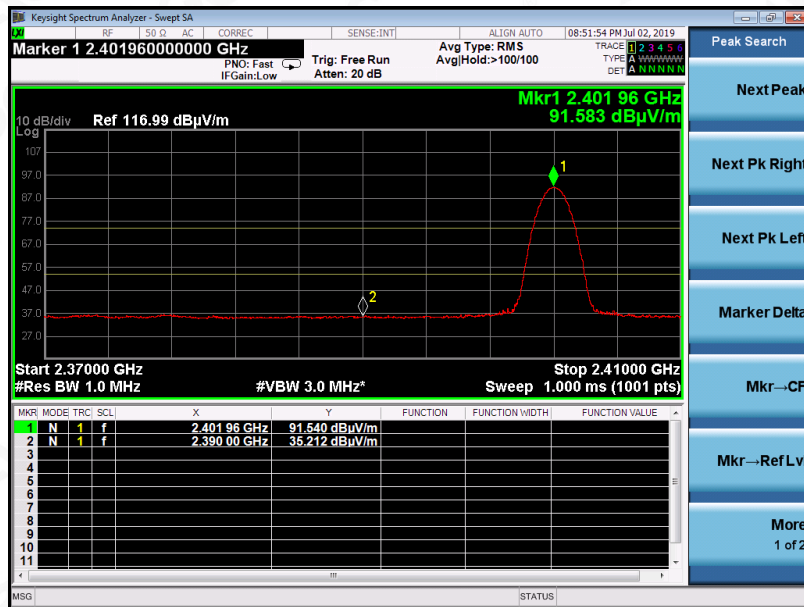 Keysight Spectrum Analyzer - Swept SA
LXI RF 50 Ω AC CORREC SENSE:INT ALIGN AUTO 08:51:54 PM Jul 02, 2019
Marker 1 2.401960000000 GHz
PNO: Fast
IFGain:Low
Trig: Free Run
Atten: 20 dB
Avg Type: RMS
Avg|Hold:>100/100
TRACE 1 2 3 4 5 6
TYPE A WWWWW
DET A N N N N N
Mkr1 2.401 96 GHz
91.583 dBµV/m
10 dB/div Ref 116.99 dBµV/m
Log
107
97.0
87.0
77.0
67.0
57.0
47.0
37.0
27.0
1
2
Start 2.37000 GHz Stop 2.41000 GHz
#Res BW 1.0 MHz #VBW 3.0 MHz* Sweep 1.000 ms (1001 pts)
MKR MODE TRC SCL X Y FUNCTION FUNCTION WIDTH FUNCTION VALUE
1 N 1 f 2.401 96 GHz 91.540 dBµV/m
2 N 1 f 2.390 00 GHz 35.212 dBµV/m
3
4
5
6
7
8
9
10
11
MSG STATUS
Peak Search
Next Peak
Next Pk Right
Next Pk Left
Marker Delta
Mkr→CF
Mkr→Ref Lv
More
1 of 2